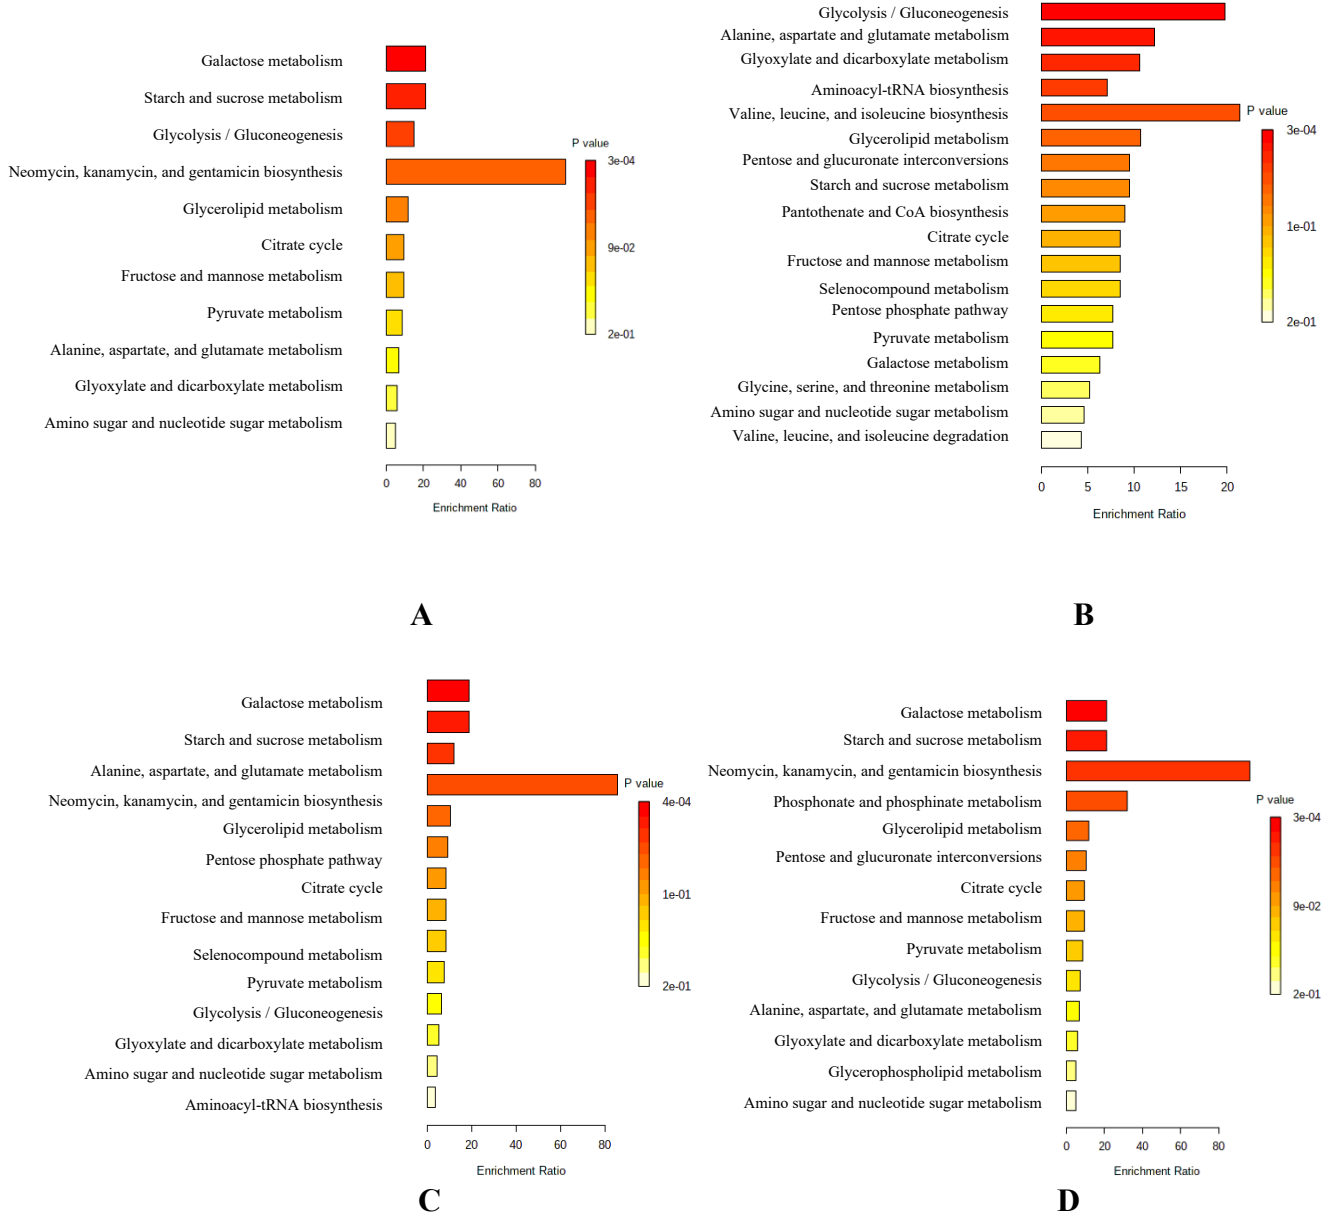 Galactose metabolism
Starch and sucrose metabolism
Glycolysis / Gluconeogenesis
Neomycin, kanamycin, and gentamicin biosynthesis
Glycerolipid metabolism
Citrate cycle
Fructose and mannose metabolism
Pyruvate metabolism
Alanine, aspartate, and glutamate metabolism
Glyoxylate and dicarboxylate metabolism
Amino sugar and nucleotide sugar metabolism
P value
3e-04
9e-02
2e-01
0 20 40 60 80
Enrichment Ratio
A
Glycolysis / Gluconeogenesis
Alanine, aspartate and glutamate metabolism
Glyoxylate and dicarboxylate metabolism
Aminoacyl-tRNA biosynthesis
Valine, leucine, and isoleucine biosynthesis
Glycerolipid metabolism
Pentose and glucuronate interconversions
Starch and sucrose metabolism
Pantothenate and CoA biosynthesis
Citrate cycle
Fructose and mannose metabolism
Selenocompound metabolism
Pentose phosphate pathway
Pyruvate metabolism
Galactose metabolism
Glycine, serine, and threonine metabolism
Amino sugar and nucleotide sugar metabolism
Valine, leucine, and isoleucine degradation
P value
3e-04
1e-01
2e-01
0 5 10 15 20
Enrichment Ratio
B
Galactose metabolism
Starch and sucrose metabolism
Alanine, aspartate, and glutamate metabolism
Neomycin, kanamycin, and gentamicin biosynthesis
Glycerolipid metabolism
Pentose phosphate pathway
Citrate cycle
Fructose and mannose metabolism
Selenocompound metabolism
Pyruvate metabolism
Glycolysis / Gluconeogenesis
Glyoxylate and dicarboxylate metabolism
Amino sugar and nucleotide sugar metabolism
Aminoacyl-tRNA biosynthesis
P value
4e-04
1e-01
2e-01
0 20 40 60 80
Enrichment Ratio
C
Galactose metabolism
Starch and sucrose metabolism
Neomycin, kanamycin, and gentamicin biosynthesis
Phosphonate and phosphinate metabolism
Glycerolipid metabolism
Pentose and glucuronate interconversions
Citrate cycle
Fructose and mannose metabolism
Pyruvate metabolism
Glycolysis / Gluconeogenesis
Alanine, aspartate, and glutamate metabolism
Glyoxylate and dicarboxylate metabolism
Glycerophospholipid metabolism
Amino sugar and nucleotide sugar metabolism
P value
3e-04
9e-02
2e-01
0 20 40 60 80
Enrichment Ratio
D